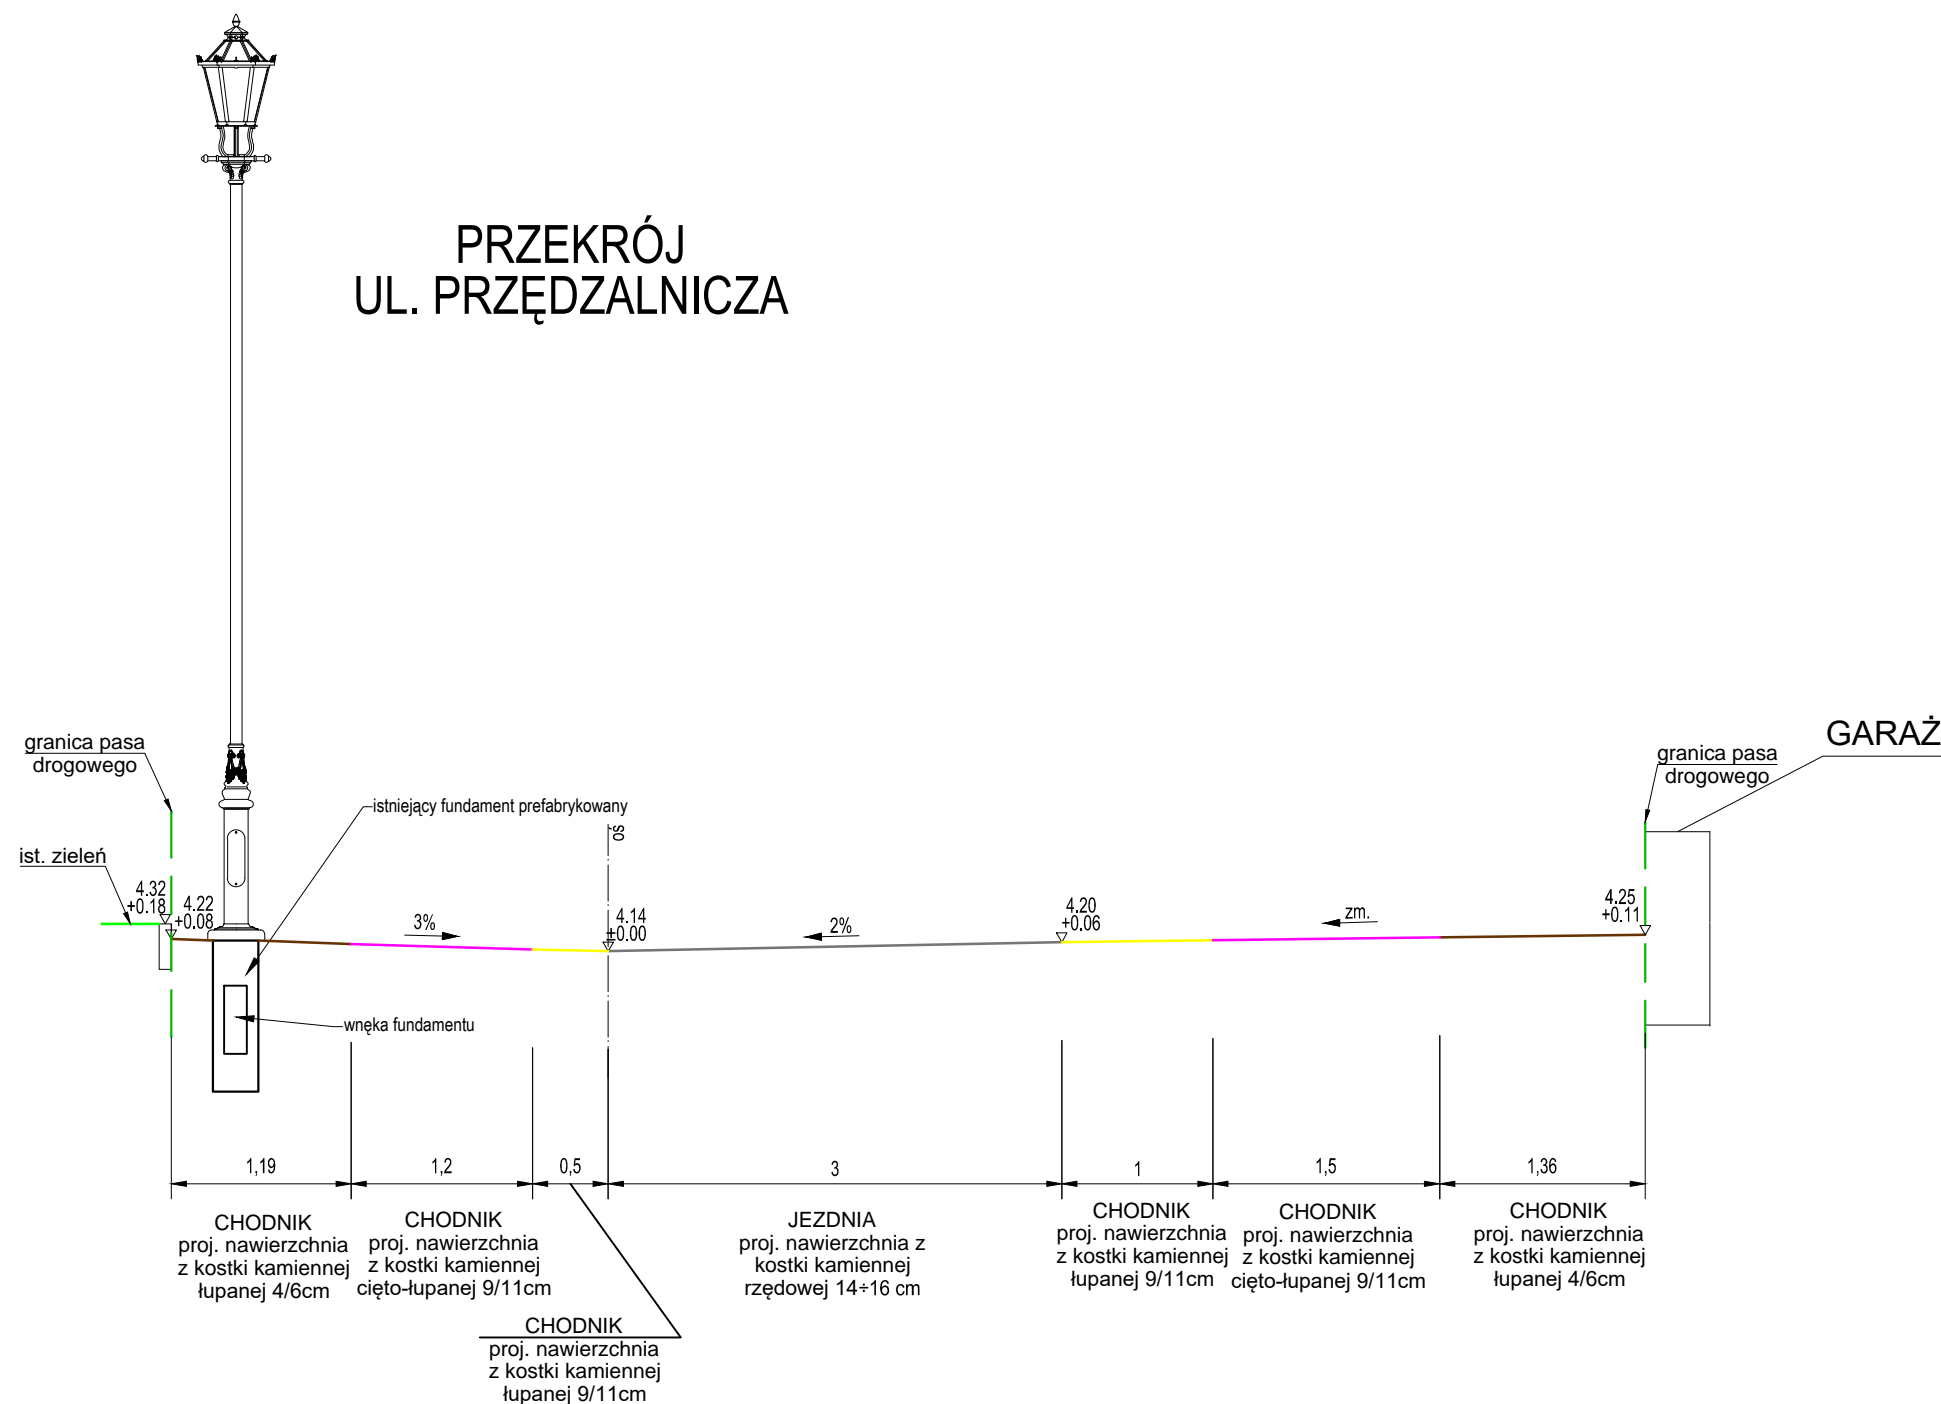 PRZEKRÓJ
UL. PRZĘDZALNICZA
GARAŻ
granica pasa
drogowego
granica pasa
drogowego
istniejący fundament prefabrykowany
oś
ist. zieleń
4.32
+0.18
4.22
+0.08
3%
4.14
+0.00
2%
4.20
+0.06
zm.
4.25
+0.11
wnęka fundamentu
1,19
1,2
0,5
3
1
1,5
1,36
CHODNIK
proj. nawierzchnia
z kostki kamiennej
łupanej 4/6cm
CHODNIK
proj. nawierzchnia
z kostki kamiennej
cięto-łupanej 9/11cm
CHODNIK
proj. nawierzchnia
z kostki kamiennej
łupanej 9/11cm
JEZDNIA
proj. nawierzchnia z
kostki kamiennej
rzędowej 14÷16 cm
CHODNIK
proj. nawierzchnia
z kostki kamiennej
łupanej 9/11cm
CHODNIK
proj. nawierzchnia
z kostki kamiennej
cięto-łupanej 9/11cm
CHODNIK
proj. nawierzchnia
z kostki kamiennej
łupanej 4/6cm